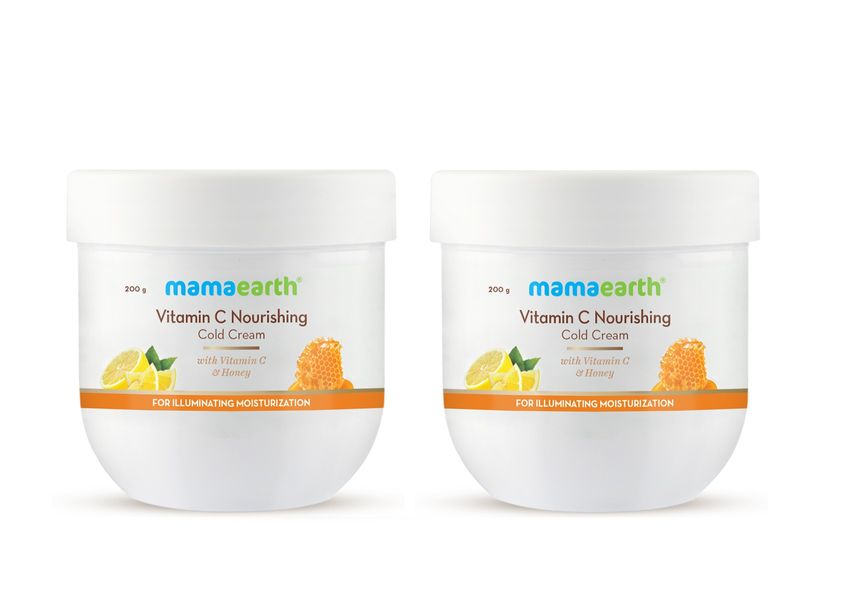 200 g
mamaearth®
Vitamin C Nourishing
Cold Cream
with Vitamin C
& Honey
FOR ILLUMINATING MOISTURIZATION
200 g
mamaearth®
Vitamin C Nourishing
Cold Cream
with Vitamin C
& Honey
FOR ILLUMINATING MOISTURIZATION